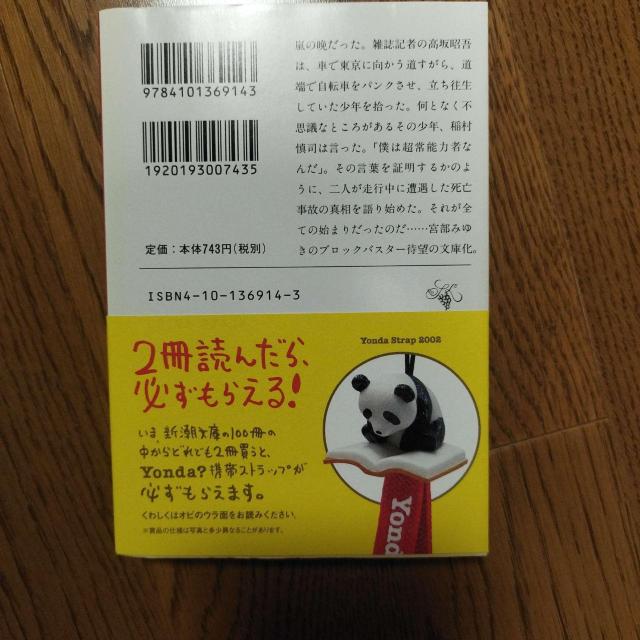 9784101369143
1920193007435
定価：本体743円（税別）
嵐の晩だった。雑誌記者の高坂昭吾
は、車で東京に向かう道すがら、道
端で自転車をパンクさせ、立ち往生
していた少年を拾った。何となく不
思議なところがあるその少年、稲村
慎司は言った。「僕は超常能力者な
んだ」。その言葉を証明するかのよ
うに、二人が走行中に遭遇した死亡
事故の真相を語り始めた。それが全
ての始まりだったのだ……宮部みゆ
きのブロックバスター待望の文庫化。
ISBN4-10-136914-3
2冊読んだら、
必ずもらえる!
いま、新潮文庫の100冊の
中からどれでも2冊買うと、
Yonda?携帯ストラップが
必ずもらえます。
くわしくはオビのウラ面をお読みください。
※賞品の仕様は写真と多少異なることがあります。
Yonda Strap 2002
Yond